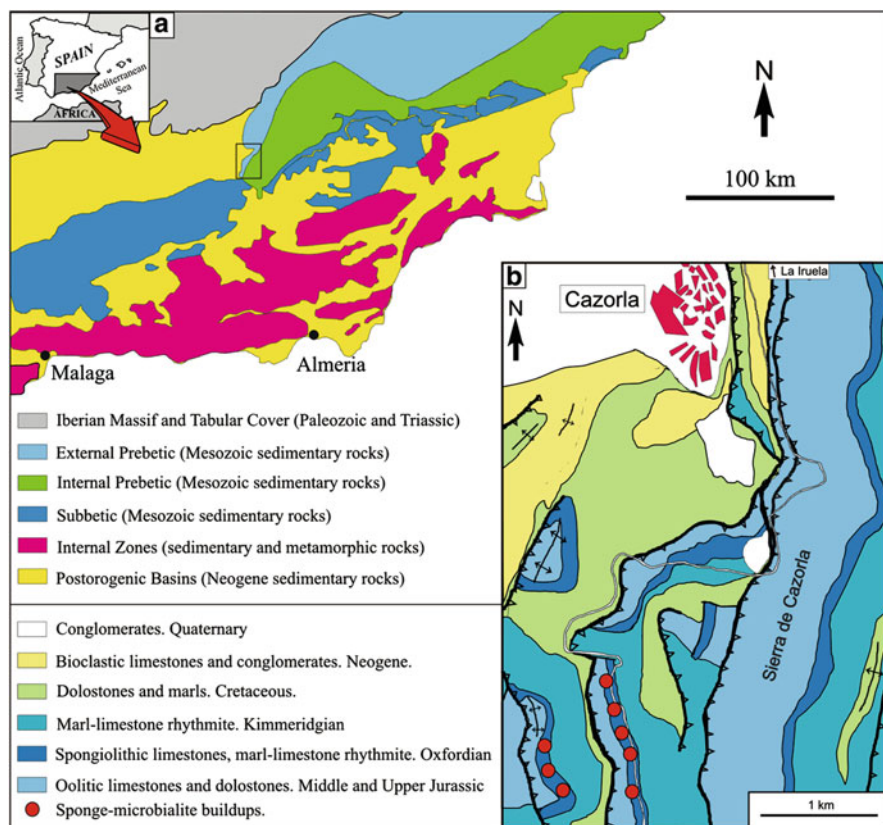 a
SPAIN
Atlantic Ocean
Mediterranean
Sea
AFRICA
N
100 km
Malaga
Almeria
Iberian Massif and Tabular Cover (Paleozoic and Triassic)
External Prebetic (Mesozoic sedimentary rocks)
Internal Prebetic (Mesozoic sedimentary rocks)
Subbetic (Mesozoic sedimentary rocks)
Internal Zones (sedimentary and metamorphic rocks)
Postorogenic Basins (Neogene sedimentary rocks)
Conglomerates. Quaternary
Bioclastic limestones and conglomerates. Neogene.
Dolostones and marls. Cretaceous.
Marl-limestone rhythmite. Kimmeridgian
Spongiolithic limestones, marl-limestone rhythmite. Oxfordian
Oolitic limestones and dolostones. Middle and Upper Jurassic
Sponge-microbialite buildups.
b
N
Cazorla
La Iruela
Sierra de Cazorla
1 km